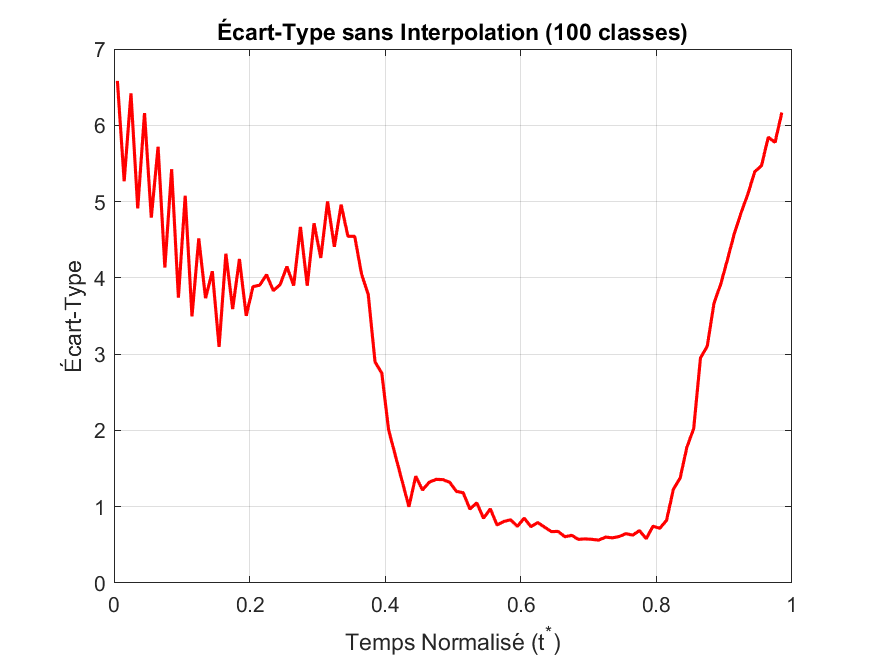 Écart-Type sans Interpolation (100 classes)
7
6
5
4
3
2
1
0
Écart-Type
0 0.2 0.4 0.6 0.8 1
Temps Normalisé (t*)